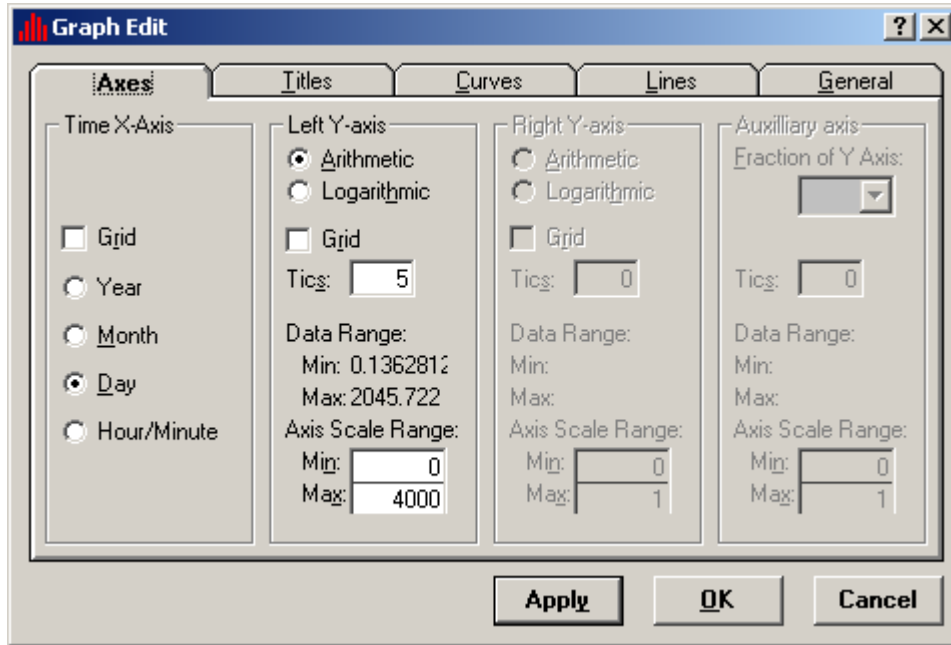 Graph Edit
Axes
Titles
Curves
Lines
General
Time X-Axis
Grid
Year
Month
Day
Hour/Minute
Left Y-axis
Arithmetic
Logarithmic
Grid
Tics: 5
Data Range:
Min: 0.1362812
Max: 2045.722
Axis Scale Range:
Min: 0
Max: 4000
Right Y-axis
Arithmetic
Logarithmic
Grid
Tics: 0
Data Range:
Min:
Max:
Axis Scale Range:
Min: 0
Max: 1
Auxilliary axis
Fraction of Y Axis:
Tics: 0
Data Range:
Min:
Max:
Axis Scale Range:
Min: 0
Max: 1
Apply
OK
Cancel